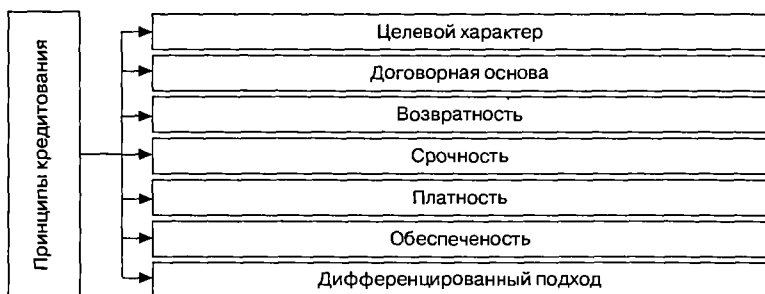 Принципы кредитования
Целевой характер
Договорная основа
Возвратность
Срочность
Платность
Обеспеченость
Дифференцированный подход